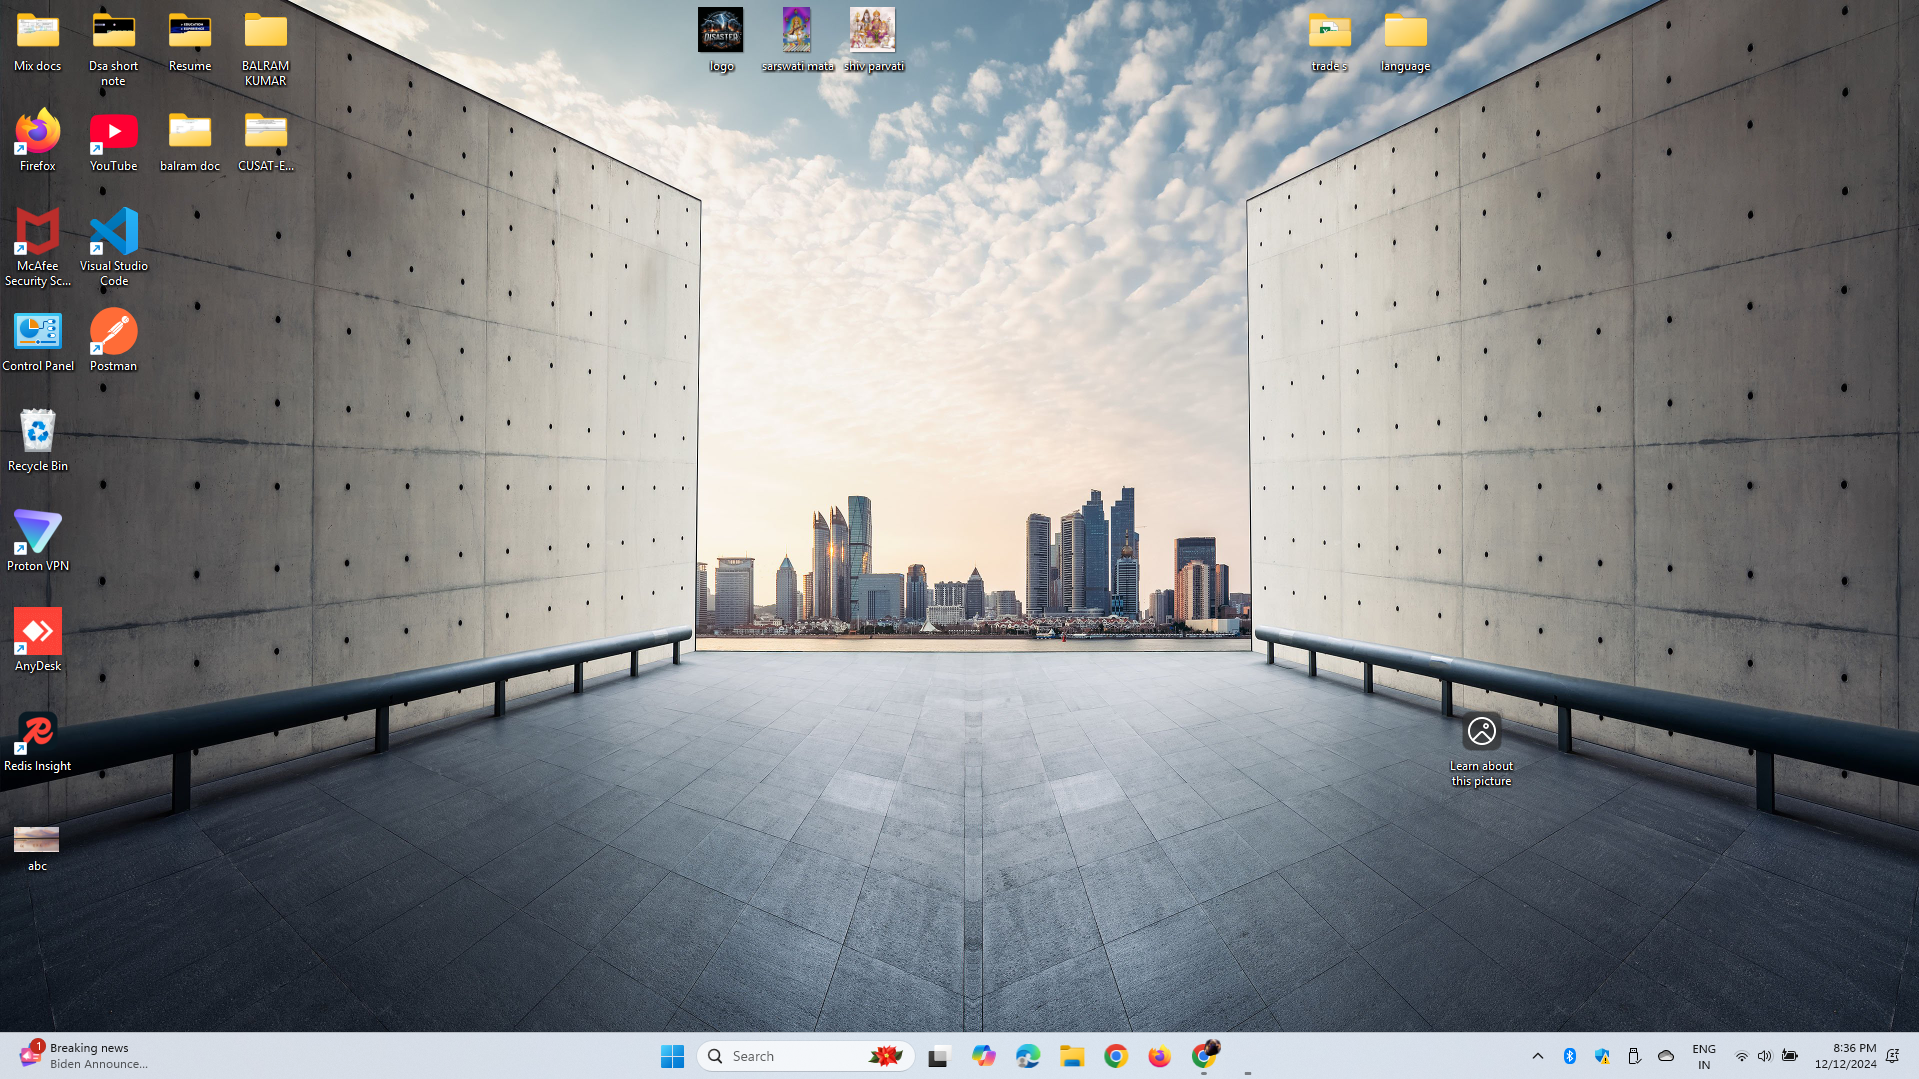 Mix docs
Dsa short
note
Resume
BALRAM
KUMAR
DISASTER
logo
sarswati mata
shiv parvati
trade s
language
Firefox
YouTube
balram doc
CUSAT-E...
McAfee
Security Sc...
Visual Studio
Code
Control Panel
Postman
Recycle Bin
Proton VPN
AnyDesk
Redis Insight
Learn about
this picture
abc
1
Breaking news
Biden Announce...
Search
ENG
IN
8:36 PM
12/12/2024